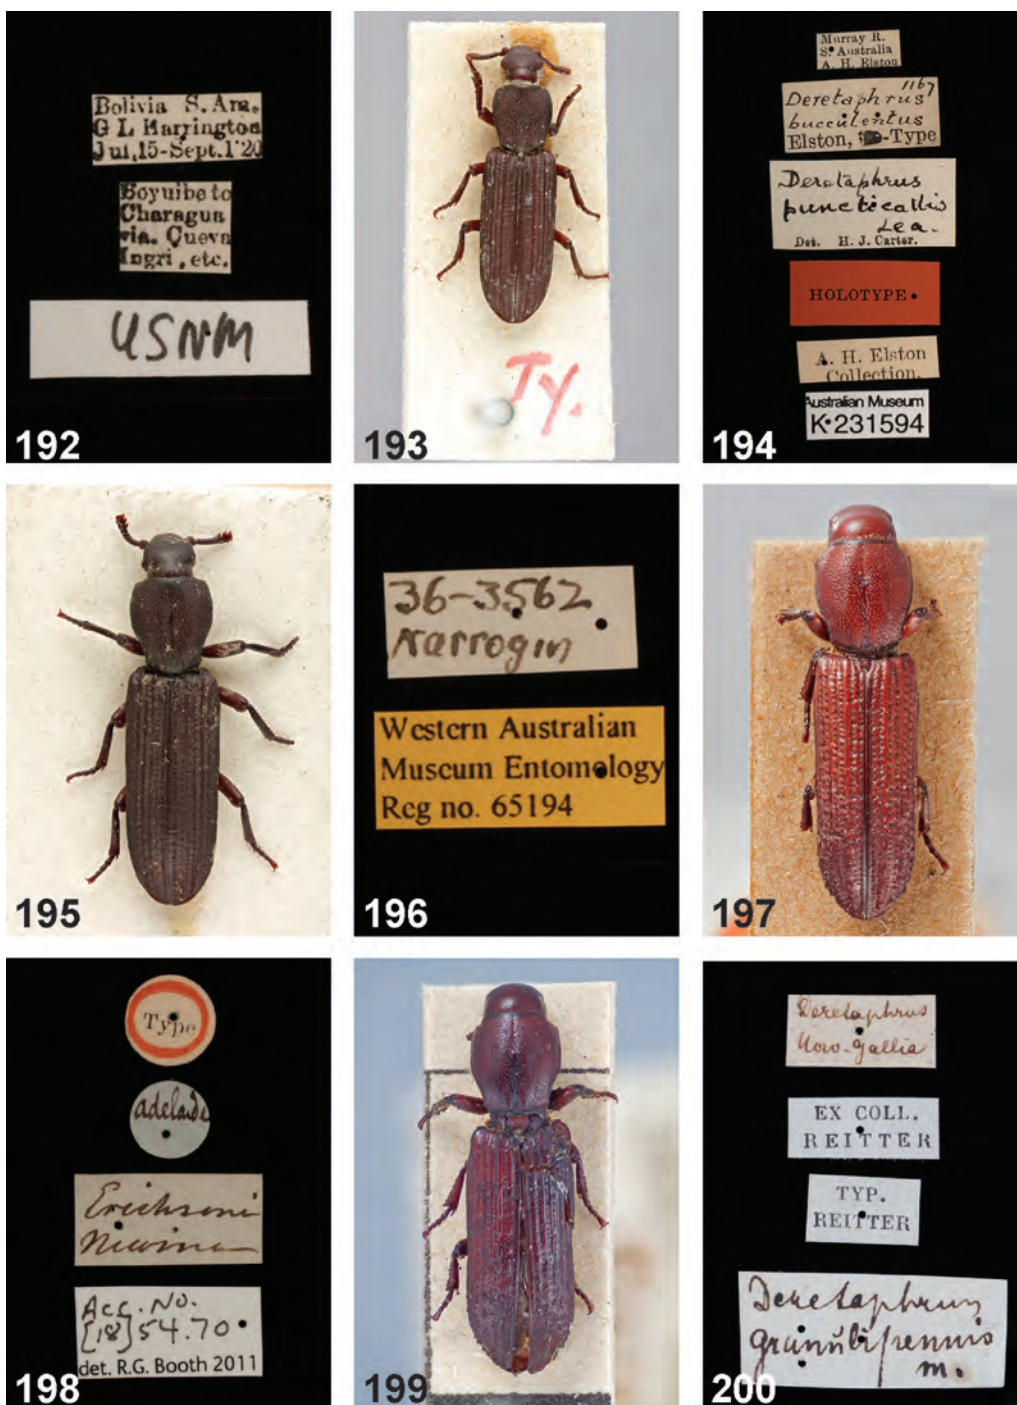 Bolivia S. Am.
G L Harrington
Jul,15-Sept.1'20
Boyuibe to
Charagua
via. Cueva
Ingri, etc.
USNM
192
Ty.
193
Murray R.
S. Australia
A. H. Elston
1167
Deretaphrus
bucculentus
Elston, -Type
Deretaphrus
puncticollis
Lea.
Det. H. J. Carter.
HOLOTYPE
A. H. Elston
Collection.
Australian Museum
K 231594
194
195
36-3562
Narrogin
Western Australian
Museum Entomology
Reg no. 65194
196
197
Type
adelaide
Erichsoni
Newman
Acc. No.
[18]54.70
det. R.G. Booth 2011
198
199
Deretaphrus
Nov. Gallia
EX COLL.
REITTER
TYP.
REITTER
Deretaphrus
granulipennis
m.
200